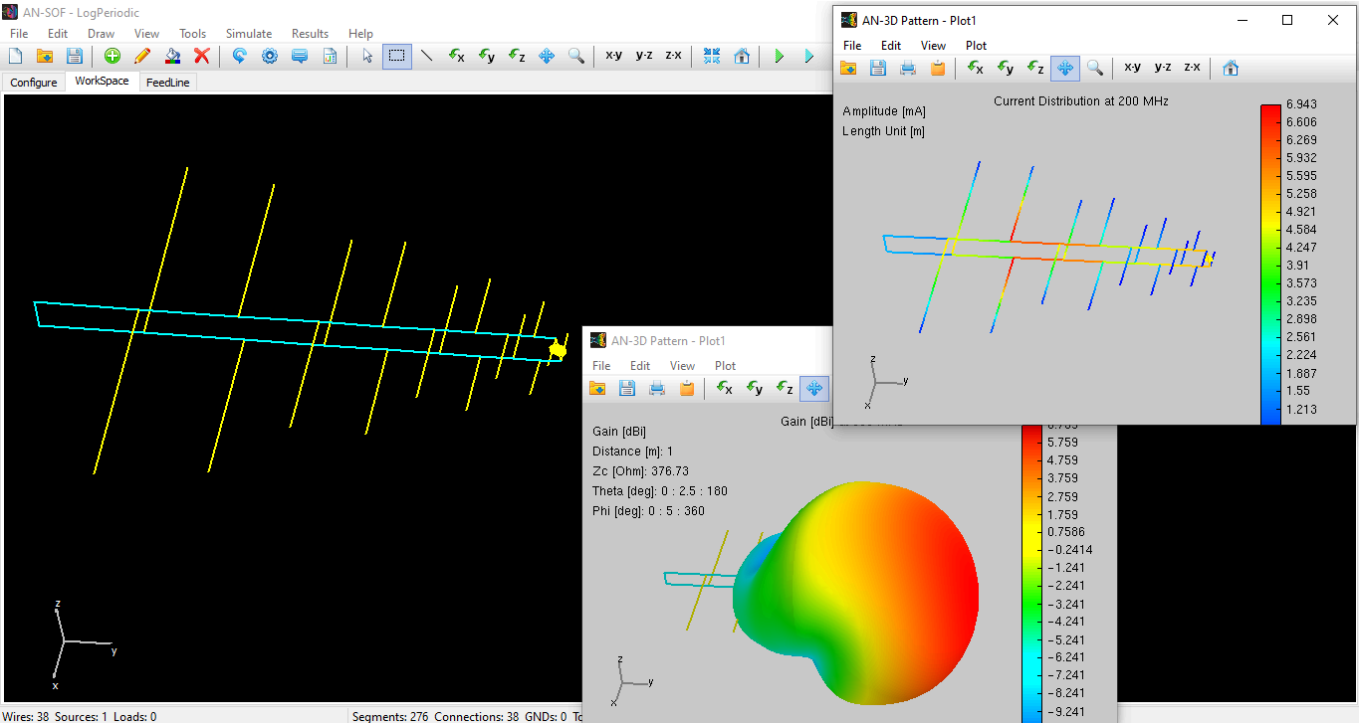 AN-SOF - LogPeriodic
File Edit Draw View Tools Simulate Results Help
x y z x-y y-z z-x
Configure WorkSpace FeedLine
z
y
x
Wires: 38 Sources: 1 Loads: 0
Segments: 276 Connections: 38 GNDs: 0
AN-3D Pattern - Plot1
File Edit View Plot
x y z
Gain [dBi]
Gain [dBi]
Distance [m]: 1
Zc [Ohm]: 376.73
Theta [deg]: 0 : 2.5 : 180
Phi [deg]: 0 : 5 : 360
5.759
4.759
3.759
2.759
1.759
0.7586
-0.2414
-1.241
-2.241
-3.241
-4.241
-5.241
-6.241
-7.241
-8.241
-9.241
z
y
x
AN-3D Pattern - Plot1
File Edit View Plot
x y z x-y y-z z-x
Current Distribution at 200 MHz
Amplitude [mA]
Length Unit [m]
6.943
6.606
6.269
5.932
5.595
5.258
4.921
4.584
4.247
3.91
3.573
3.235
2.898
2.561
2.224
1.887
1.55
1.213
z
y
x